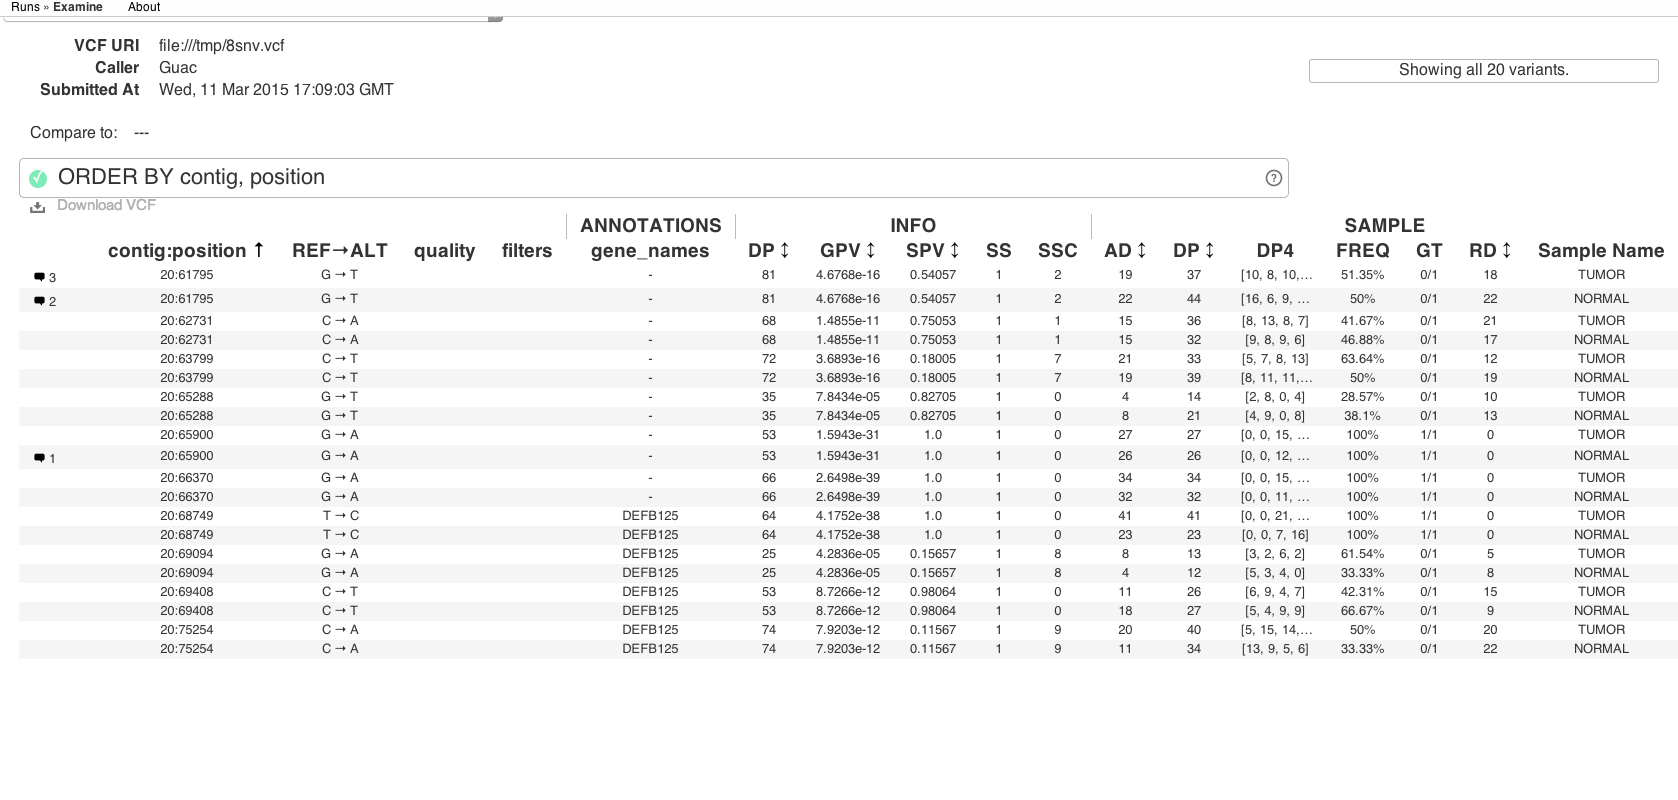 Runs » Examine About
VCF URI file:///tmp/8snv.vcf
Caller Guac
Showing all 20 variants.
Submitted At Wed, 11 Mar 2015 17:09:03 GMT
Compare to: ---
ORDER BY contig, position ?
Download VCF
ANNOTATIONS INFO SAMPLE
contig:position ↑ REF→ALT quality filters gene_names DP ↕ GPV ↕ SPV ↕ SS SSC AD ↕ DP ↕ DP4 FREQ GT RD ↕ Sample Name
3 20:61795 G → T - 81 4.6768e-16 0.54057 1 2 19 37 [10, 8, 10,... 51.35% 0/1 18 TUMOR
2 20:61795 G → T - 81 4.6768e-16 0.54057 1 2 22 44 [16, 6, 9, ... 50% 0/1 22 NORMAL
20:62731 C → A - 68 1.4855e-11 0.75053 1 1 15 36 [8, 13, 8, 7] 41.67% 0/1 21 TUMOR
20:62731 C → A - 68 1.4855e-11 0.75053 1 1 15 32 [9, 8, 9, 6] 46.88% 0/1 17 NORMAL
20:63799 C → T - 72 3.6893e-16 0.18005 1 7 21 33 [5, 7, 8, 13] 63.64% 0/1 12 TUMOR
20:63799 C → T - 72 3.6893e-16 0.18005 1 7 19 39 [8, 11, 11,... 50% 0/1 19 NORMAL
20:65288 G → T - 35 7.8434e-05 0.82705 1 0 4 14 [2, 8, 0, 4] 28.57% 0/1 10 TUMOR
20:65288 G → T - 35 7.8434e-05 0.82705 1 0 8 21 [4, 9, 0, 8] 38.1% 0/1 13 NORMAL
20:65900 G → A - 53 1.5943e-31 1.0 1 0 27 27 [0, 0, 15, ... 100% 1/1 0 TUMOR
1 20:65900 G → A - 53 1.5943e-31 1.0 1 0 26 26 [0, 0, 12, ... 100% 1/1 0 NORMAL
20:66370 G → A - 66 2.6498e-39 1.0 1 0 34 34 [0, 0, 15, ... 100% 1/1 0 TUMOR
20:66370 G → A - 66 2.6498e-39 1.0 1 0 32 32 [0, 0, 11, ... 100% 1/1 0 NORMAL
20:68749 T → C DEFB125 64 4.1752e-38 1.0 1 0 41 41 [0, 0, 21, ... 100% 1/1 0 TUMOR
20:68749 T → C DEFB125 64 4.1752e-38 1.0 1 0 23 23 [0, 0, 7, 16] 100% 1/1 0 NORMAL
20:69094 G → A DEFB125 25 4.2836e-05 0.15657 1 8 8 13 [3, 2, 6, 2] 61.54% 0/1 5 TUMOR
20:69094 G → A DEFB125 25 4.2836e-05 0.15657 1 8 4 12 [5, 3, 4, 0] 33.33% 0/1 8 NORMAL
20:69408 C → T DEFB125 53 8.7266e-12 0.98064 1 0 11 26 [6, 9, 4, 7] 42.31% 0/1 15 TUMOR
20:69408 C → T DEFB125 53 8.7266e-12 0.98064 1 0 18 27 [5, 4, 9, 9] 66.67% 0/1 9 NORMAL
20:75254 C → A DEFB125 74 7.9203e-12 0.11567 1 9 20 40 [5, 15, 14,... 50% 0/1 20 TUMOR
20:75254 C → A DEFB125 74 7.9203e-12 0.11567 1 9 11 34 [13, 9, 5, 6] 33.33% 0/1 22 NORMAL